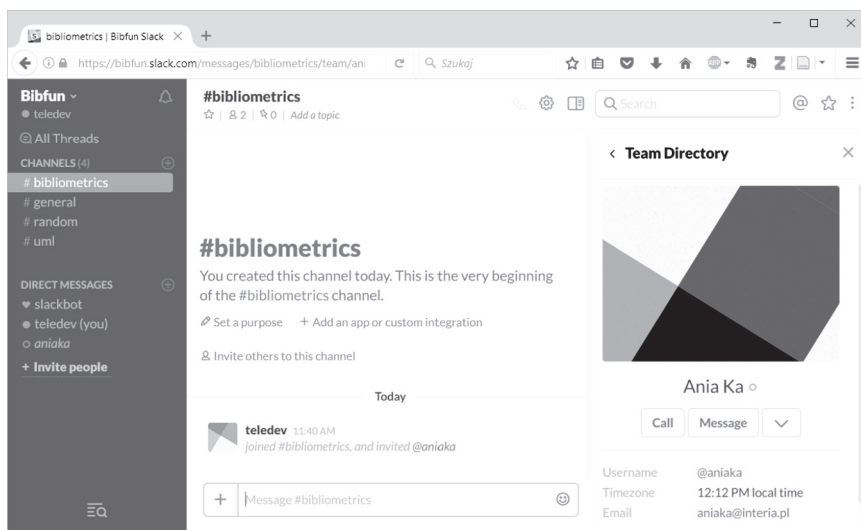 bibliometrics | Bibfun Slack
https://bibfun.slack.com/messages/bibliometrics/team/ani
Szukaj
Bibfun
teledev
All Threads
CHANNELS (4)
# bibliometrics
# general
# random
# uml
DIRECT MESSAGES
slackbot
teledev (you)
aniaka
+ Invite people
#bibliometrics
2 | 0 | Add a topic
Search
#bibliometrics
You created this channel today. This is the very beginning
of the #bibliometrics channel.
Set a purpose + Add an app or custom integration
Invite others to this channel
Today
teledev 11:40 AM
joined #bibliometrics, and invited @aniaka
Message #bibliometrics
Team Directory
Ania Ka
Call Message
Username @aniaka
Timezone 12:12 PM local time
Email aniaka@interia.pl